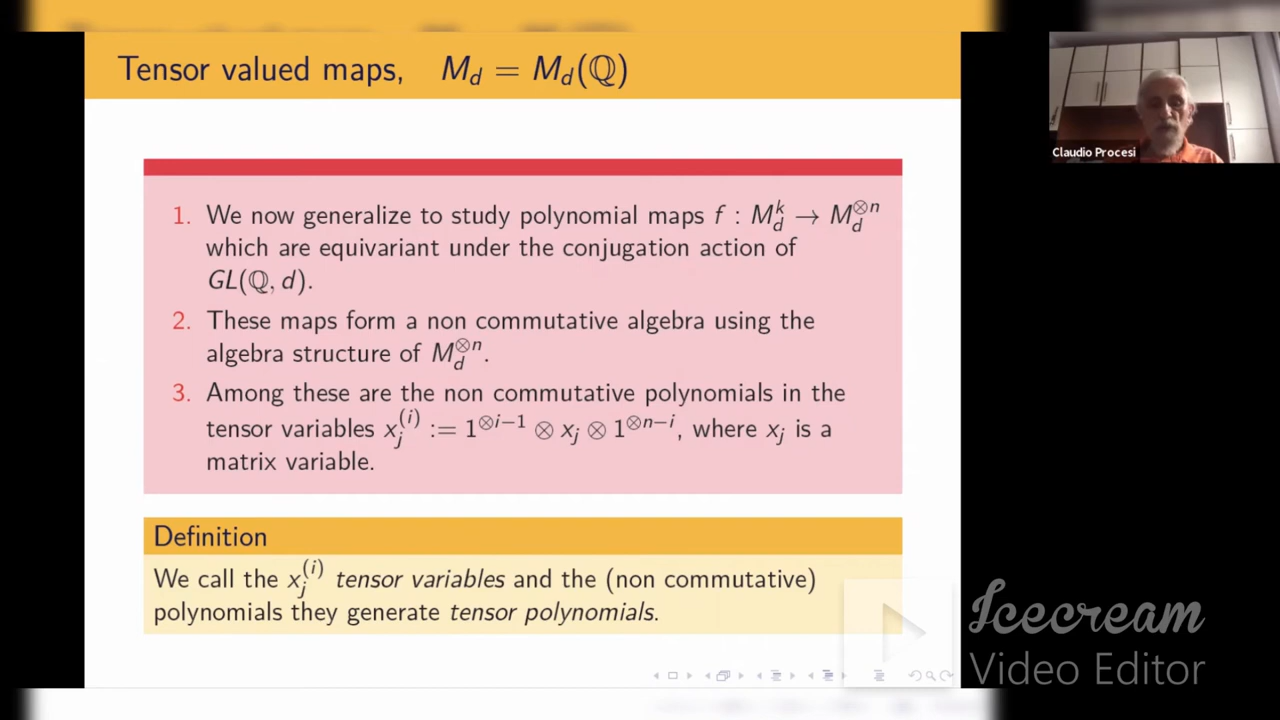 Tensor valued maps, M_d = M_d(ℚ)
Claudio Procesi
1. We now generalize to study polynomial maps f : M_d^k → M_d^{⊗n}
which are equivariant under the conjugation action of
GL(ℚ, d).
2. These maps form a non commutative algebra using the
algebra structure of M_d^{⊗n}.
3. Among these are the non commutative polynomials in the
tensor variables x_j^{(i)} := 1^{⊗i−1} ⊗ x_j ⊗ 1^{⊗n−i}, where x_j is a
matrix variable.
Definition
We call the x_j^{(i)} tensor variables and the (non commutative)
polynomials they generate tensor polynomials.
Icecream
Video Editor